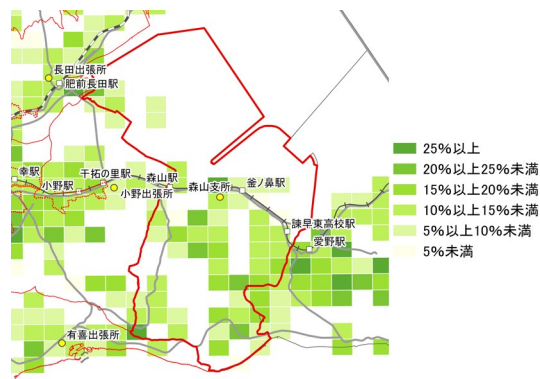 長田出張所
肥前長田駅
幸駅
干拓の里駅
森山駅
小野駅
小野出張所
森山支所
釜ノ鼻駅
諫早東高校駅
愛野駅
有喜出張所
25%以上
20%以上25%未満
15%以上20%未満
10%以上15%未満
5%以上10%未満
5%未満